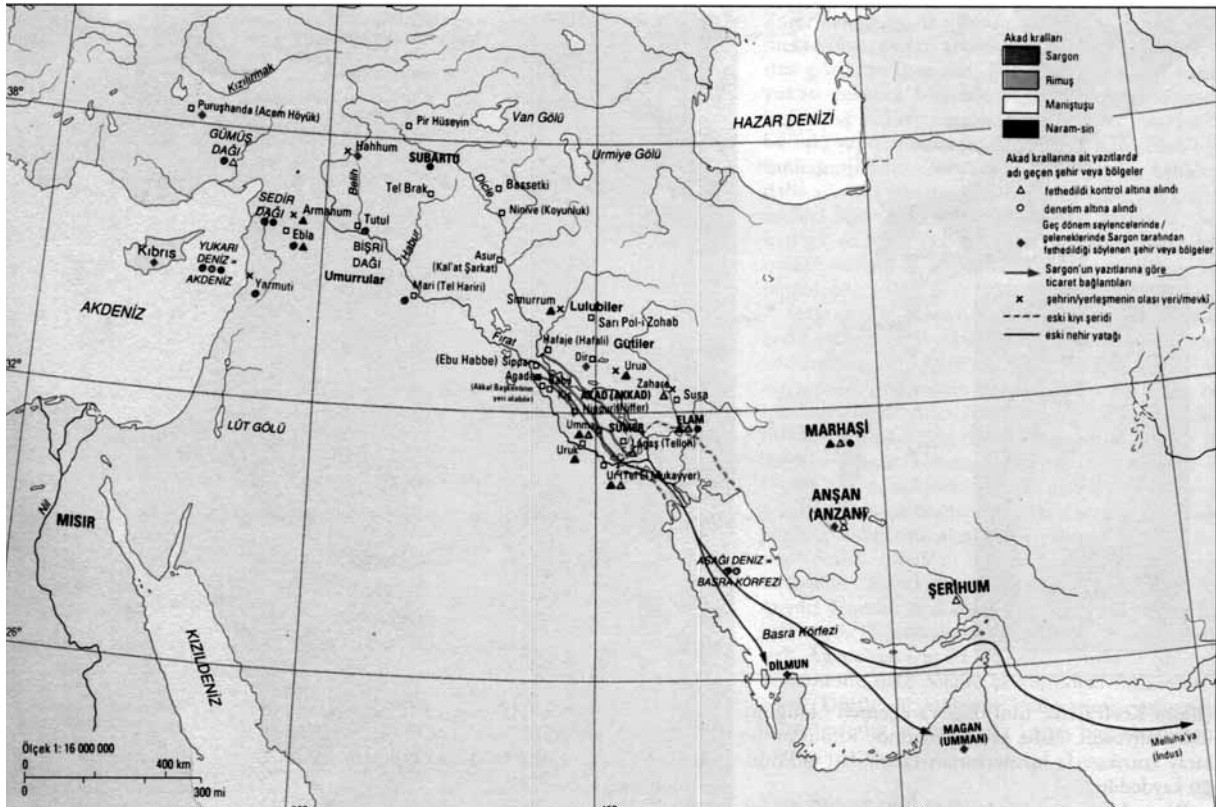 Akad kralları
Sargon
Rimuş
Maniştuşu
Naram-sin
Akad krallarına ait yazıtlarda
adı geçen şehir veya bölgeler
fethedildi kontrol altına alındı
denetim altına alındı
Geç dönem söylencelerinde /
geleneklerinde Sargon tarafından
fethedildiği söylenen şehir veya bölgeler
Sargon'un yazıtlarına göre
ticaret bağlantıları
şehrin/yerleşmenin olası yeri/mevkii
eski kıyı şeridi
eski nehir yatağı
Kızılırmak
38°
Puruşhanda (Acem Höyük)
GÜMÜŞ
DAĞI
Pir Hüseyin
Van Gölü
HAZAR DENİZİ
Urmiye Gölü
Hahhum
SUBARTU
Belih
Tel Brak
Dicle
Bassetki
Ninive (Koyunluk)
SEDİR
DAĞI
Armanum
Ebla
Tutul
BİŞRİ
DAĞI
Habur
Umurrular
Asur
(Kal'at Şarkat)
Mari (Tel Hariri)
Kıbrıs
YUKARI
DENİZ =
AKDENİZ
Yarmuti
AKDENİZ
Simurrum
Lulubiler
Sarı Pol-i Zohab
Hafaje (Hafali)
Gutiler
Fırat
Dir
(Ebu Habbe) Sippar
Agade
Urua
Zahara
Susa
32°
AKAD (AKKAD)
Umma
SUMER
ELAM
Lagaş (Telloh)
Uruk
Ur (Tel El Mukayyer)
MARHAŞİ
ANŞAN
(ANZAN)
LÛT GÖLÜ
Nil
MISIR
AŞAĞI DENİZ =
BASRA KÖRFEZİ
ŞERİHUM
26°
KIZILDENİZ
Basra Körfezi
DİLMUN
MAGAN
(UMMAN)
Melluha'ya
Ölçek 1: 16 000 000
400 km
300 mi